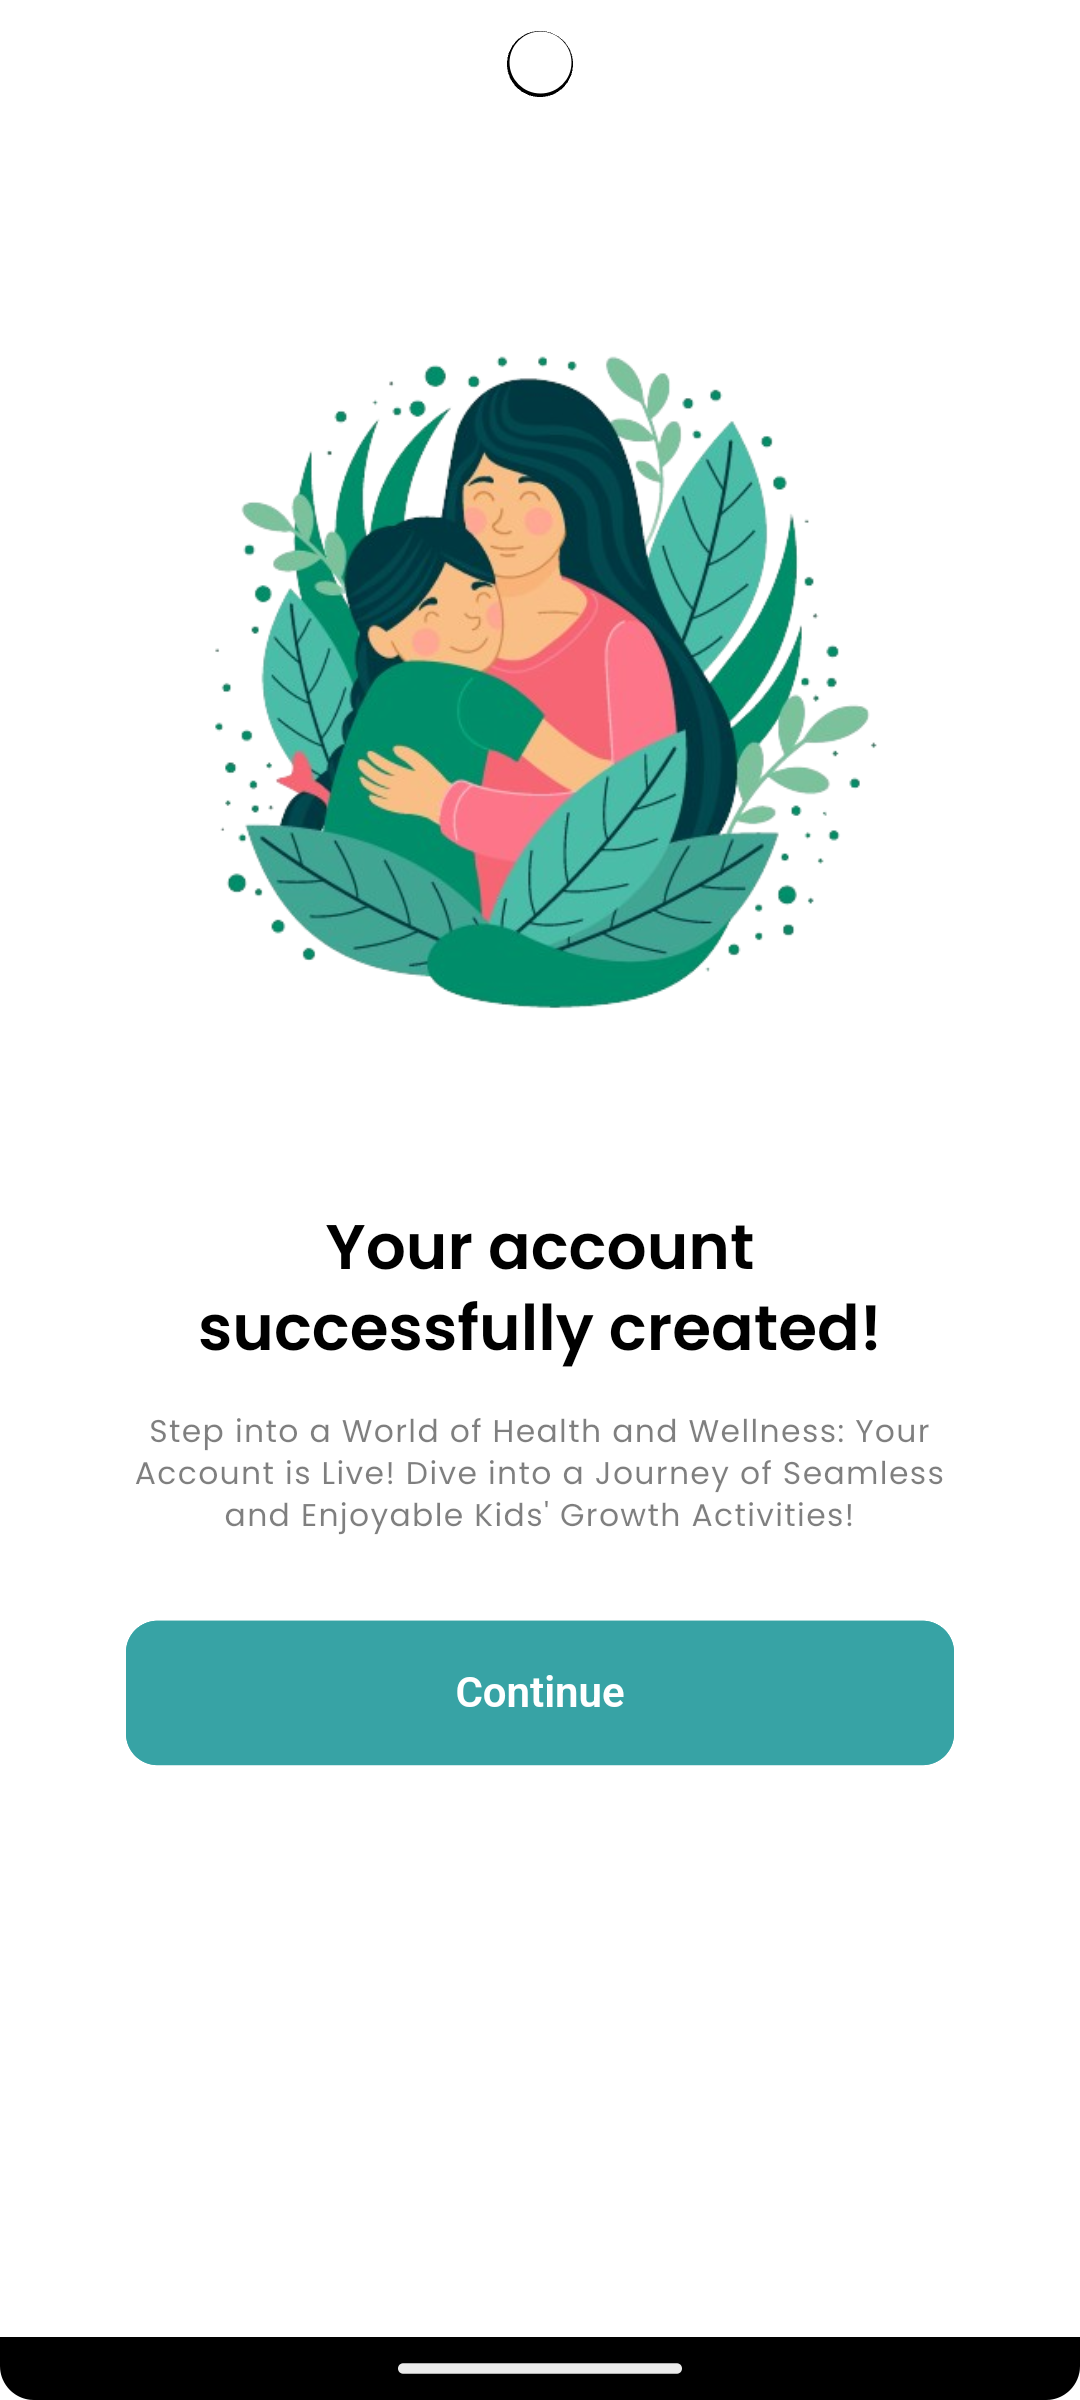 Your account
successfully created!
Step into a World of Health and Wellness: Your
Account is Live! Dive into a Journey of Seamless
and Enjoyable Kids' Growth Activities!
Continue